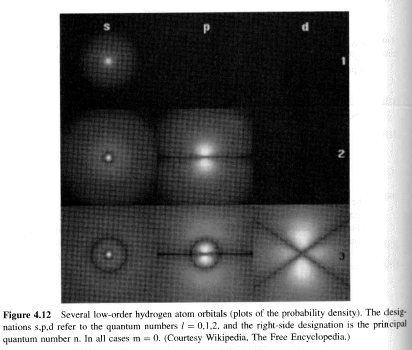 s p d
1
2
3
Figure 4.12 Several low-order hydrogen atom orbitals (plots of the probability density). The desig-
nations s,p,d refer to the quantum numbers l = 0,1,2, and the right-side designation is the principal
quantum number n. In all cases m = 0. (Courtesy Wikipedia, The Free Encyclopedia.)